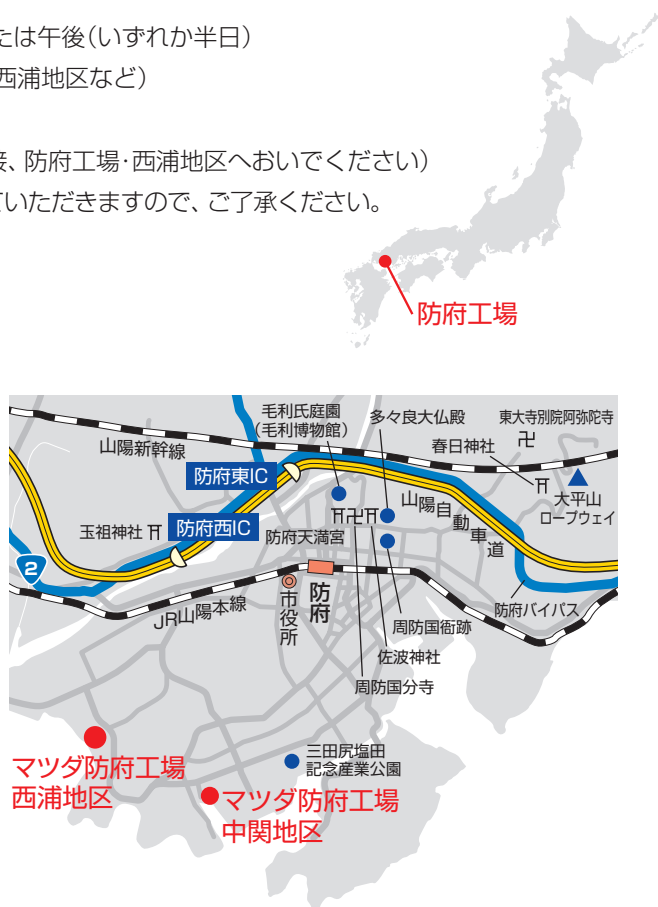 たは午後（いずれか半日）
西浦地区など）
接、防府工場・西浦地区へおいでください）
ていただきますので、ご了承ください。
防府工場
毛利氏庭園
（毛利博物館）
多々良大仏殿
東大寺別院阿弥陀寺
山陽新幹線
春日神社
防府東IC
大平山
ロープウェイ
山陽自動車道
玉祖神社
防府西IC
防府天満宮
2
防府
市役所
JR山陽本線
防府バイパス
周防国衙跡
佐波神社
周防国分寺
三田尻塩田
記念産業公園
マツダ防府工場
西浦地区
マツダ防府工場
中関地区